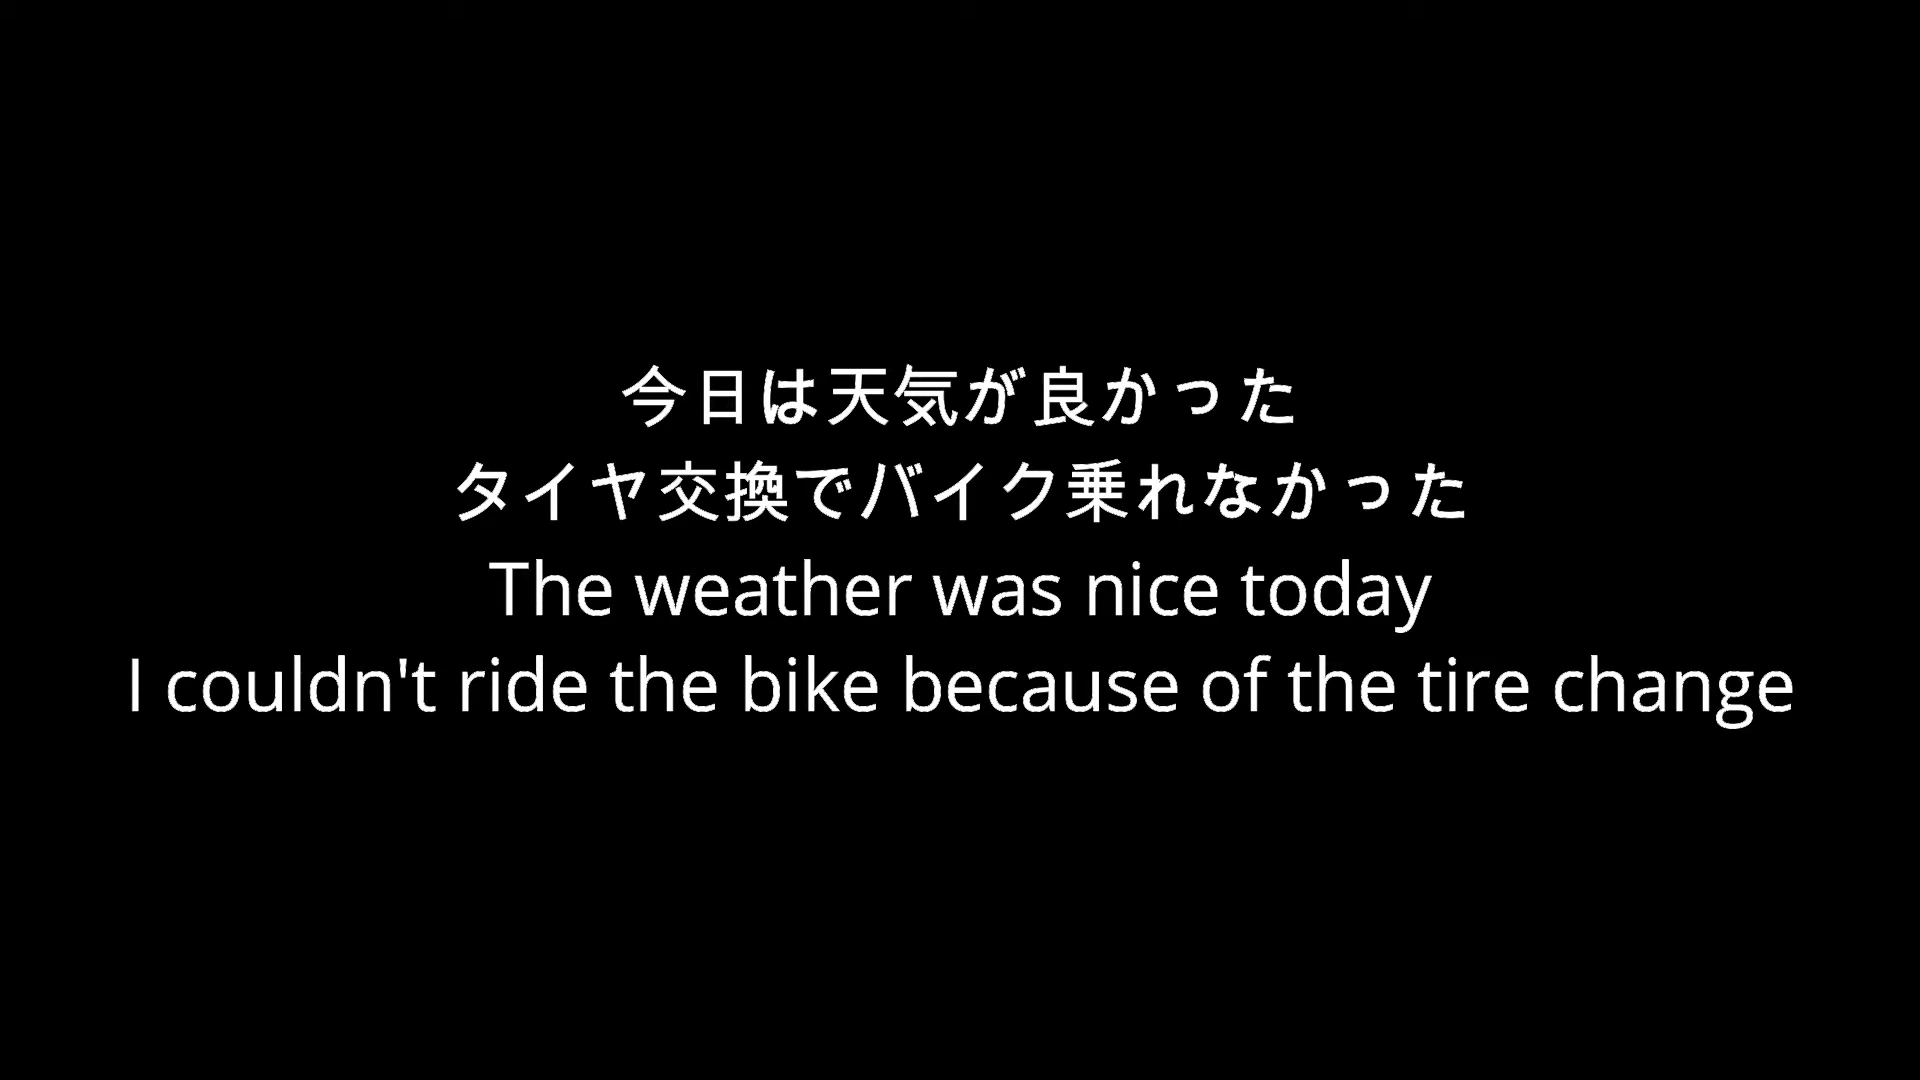 今日は天気が良かった
タイヤ交換でバイク乗れなかった
The weather was nice today
I couldn't ride the bike because of the tire change